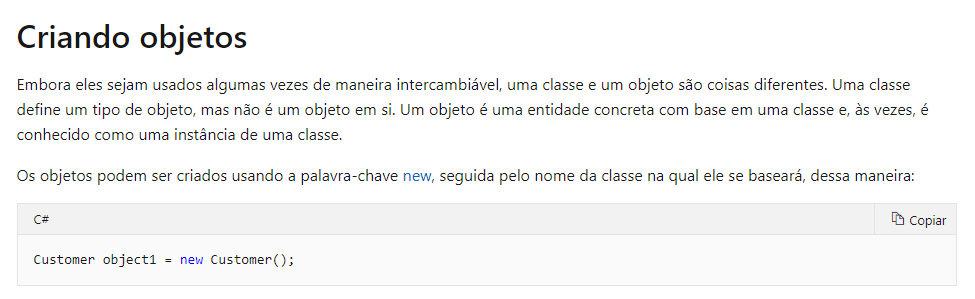 Criando objetos
Embora eles sejam usados algumas vezes de maneira intercambiável, uma classe e um objeto são coisas diferentes. Uma classe
define um tipo de objeto, mas não é um objeto em si. Um objeto é uma entidade concreta com base em uma classe e, às vezes, é
conhecido como uma instância de uma classe.
Os objetos podem ser criados usando a palavra-chave new, seguida pelo nome da classe na qual ele se baseará, dessa maneira:
C# Copiar
Customer object1 = new Customer();